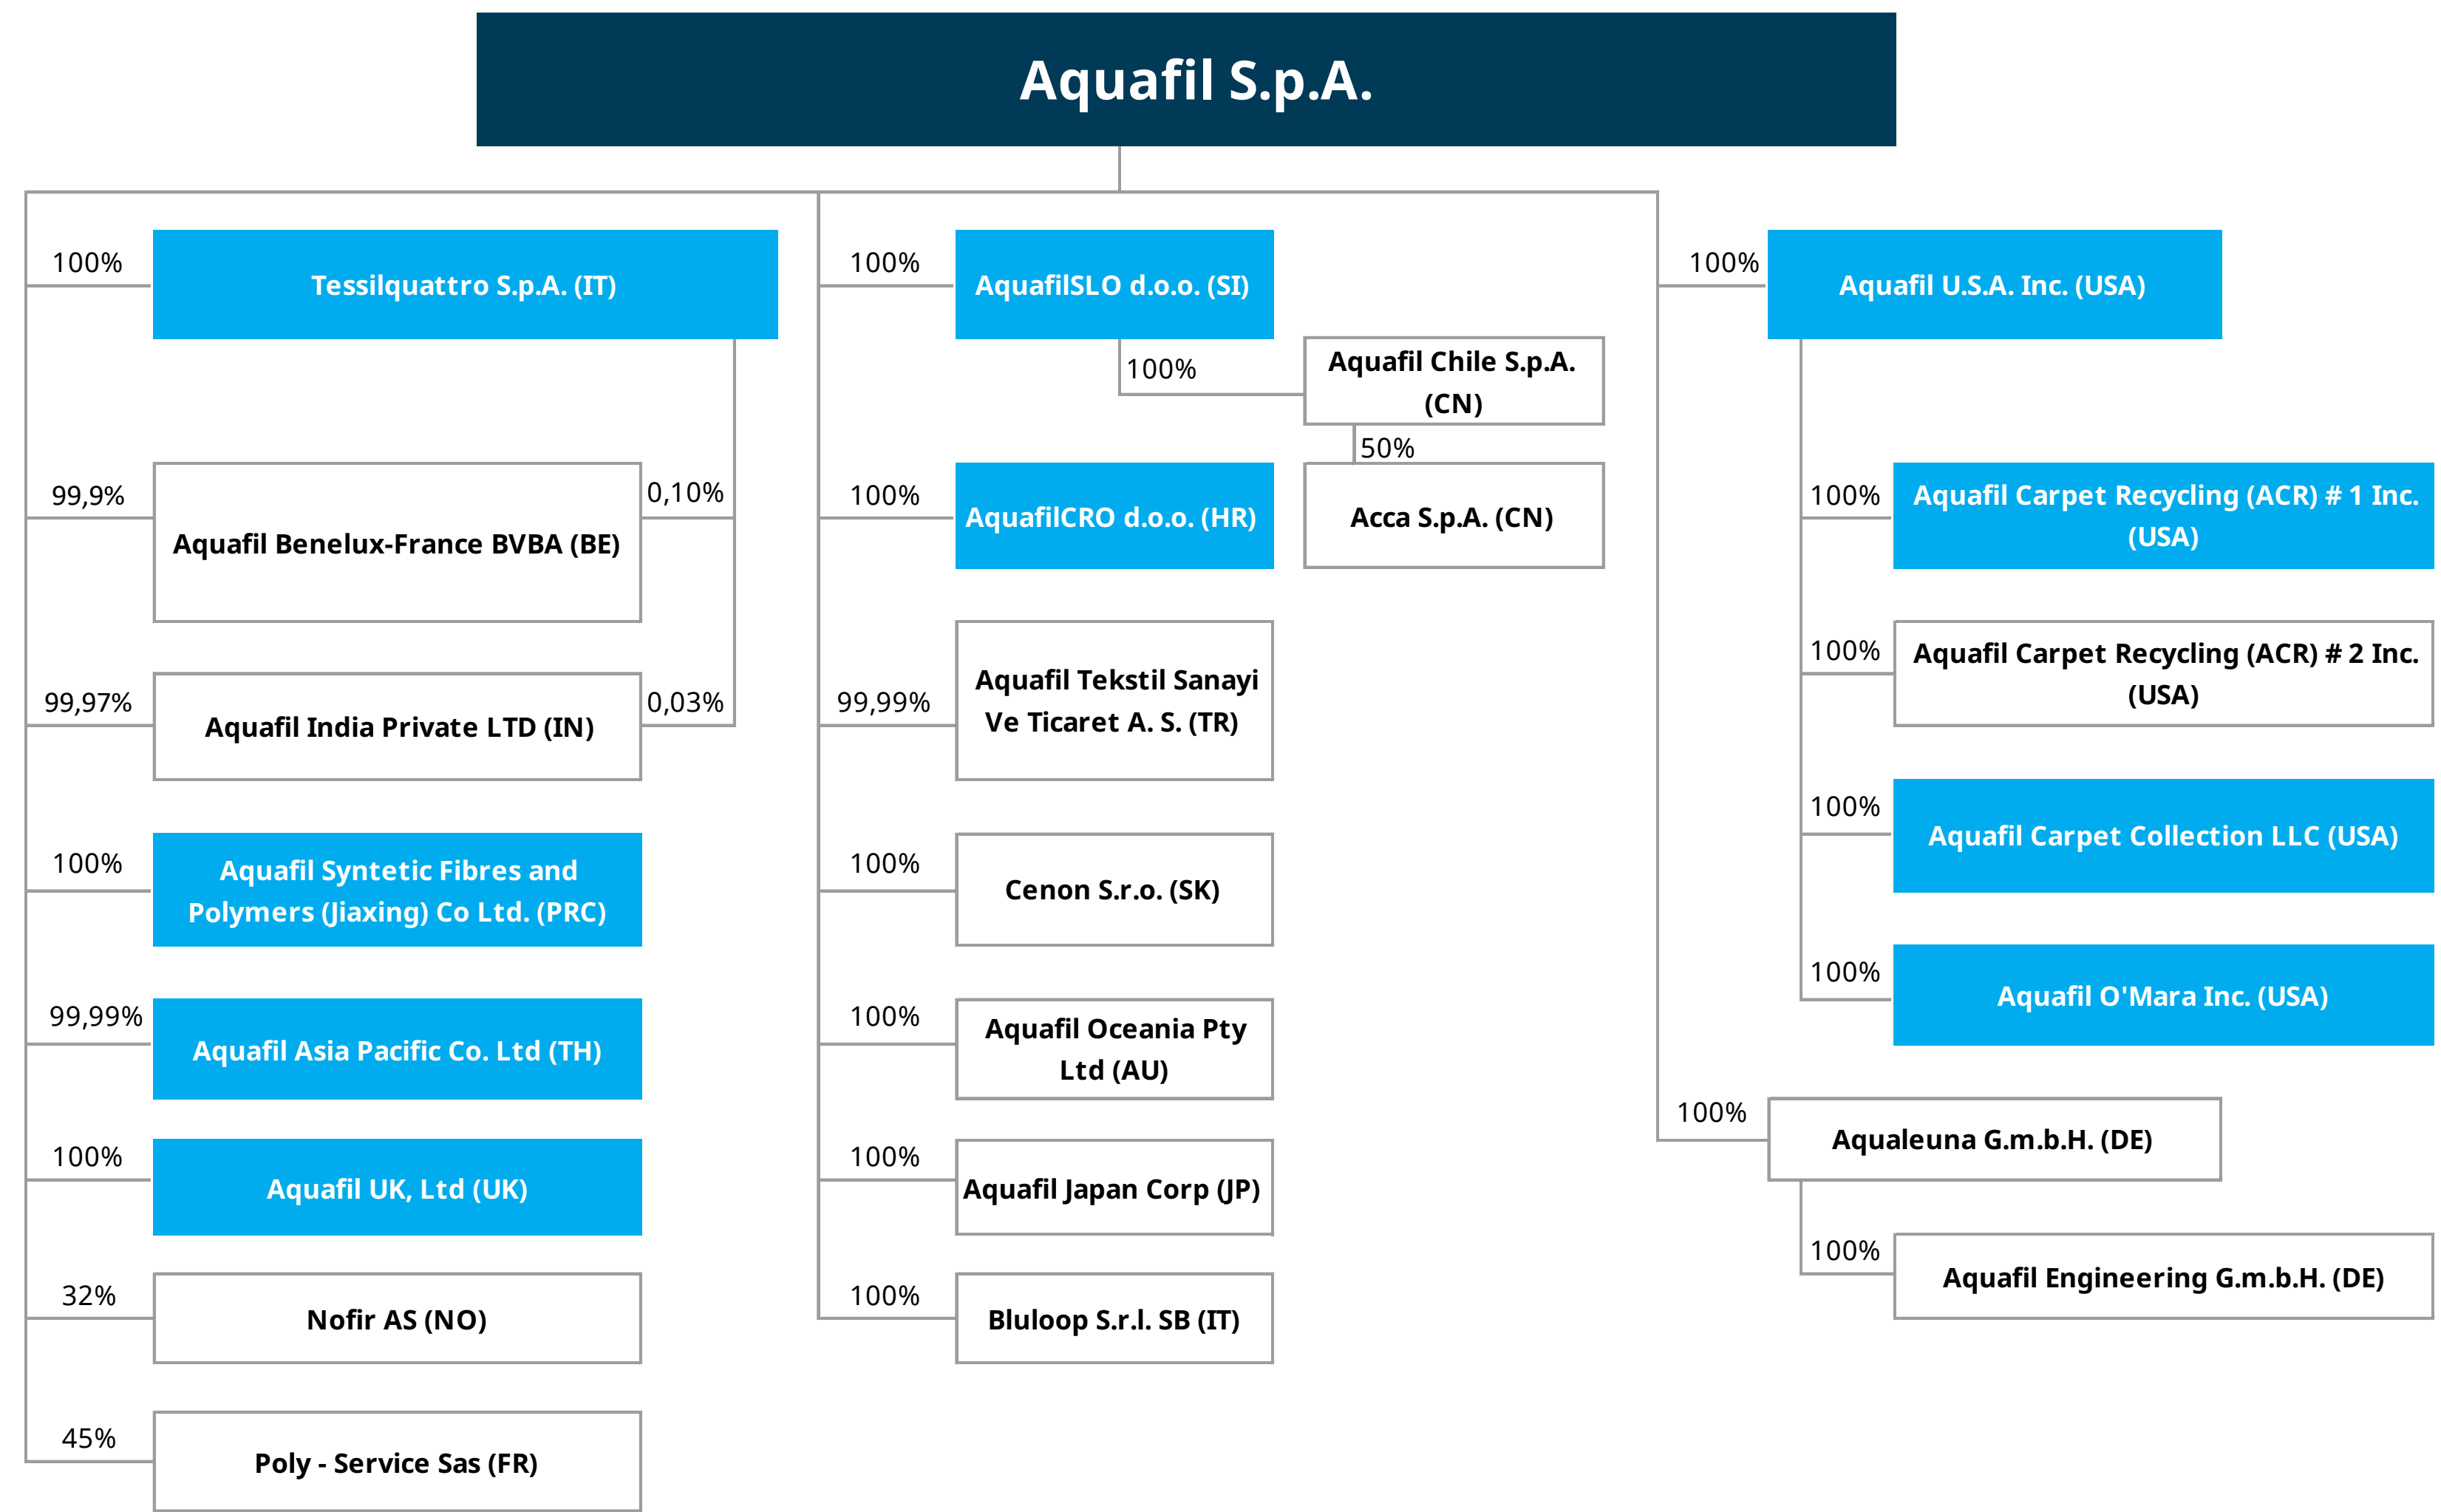 Aquafil S.p.A.
100%
Tessilquattro S.p.A. (IT)
99,9%
Aquafil Benelux-France BVBA (BE)
0,10%
99,97%
Aquafil India Private LTD (IN)
0,03%
100%
Aquafil Syntetic Fibres and
Polymers (Jiaxing) Co Ltd. (PRC)
99,99%
Aquafil Asia Pacific Co. Ltd (TH)
100%
Aquafil UK, Ltd (UK)
32%
Nofir AS (NO)
45%
Poly - Service Sas (FR)
100%
AquafilSLO d.o.o. (SI)
100%
Aquafil Chile S.p.A.
(CN)
50%
Acca S.p.A. (CN)
100%
AquafilCRO d.o.o. (HR)
99,99%
Aquafil Tekstil Sanayi
Ve Ticaret A. S. (TR)
100%
Cenon S.r.o. (SK)
100%
Aquafil Oceania Pty
Ltd (AU)
100%
Aquafil Japan Corp (JP)
100%
Bluloop S.r.l. SB (IT)
100%
Aquafil U.S.A. Inc. (USA)
100%
Aquafil Carpet Recycling (ACR) # 1 Inc.
(USA)
100%
Aquafil Carpet Recycling (ACR) # 2 Inc.
(USA)
100%
Aquafil Carpet Collection LLC (USA)
100%
Aquafil O'Mara Inc. (USA)
100%
Aqualeuna G.m.b.H. (DE)
100%
Aquafil Engineering G.m.b.H. (DE)